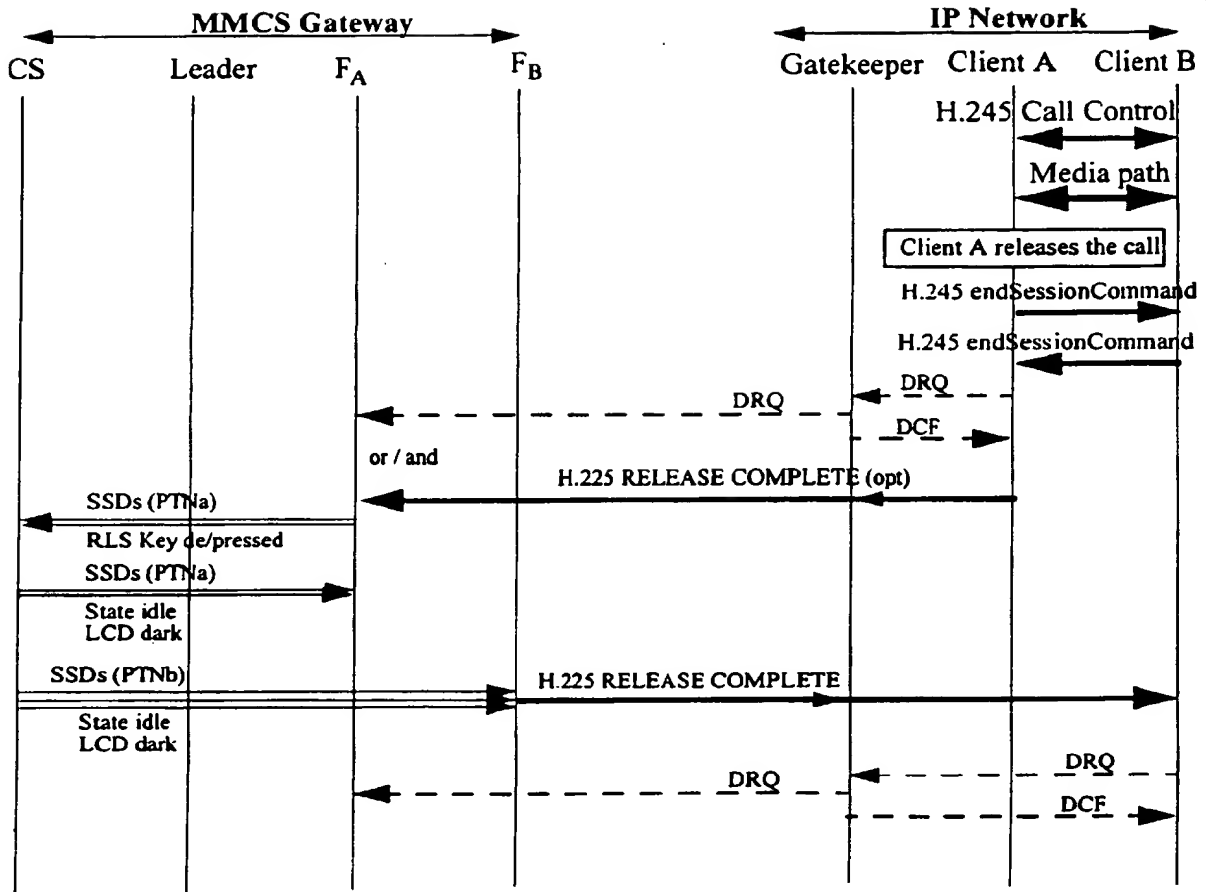 MMCS Gateway
IP Network
CS Leader FA FB Gatekeeper Client A Client B
H.245 Call Control
Media path
Client A releases the call
H.245 endSessionCommand
H.245 endSessionCommand
DRQ
DRQ
DCF
or / and
H.225 RELEASE COMPLETE (opt)
SSDs (PTNa)
RLS Key de/pressed
SSDs (PTNa)
State idle
LCD dark
SSDs (PTNb)
H.225 RELEASE COMPLETE
State idle
LCD dark
DRQ
DRQ
DCF